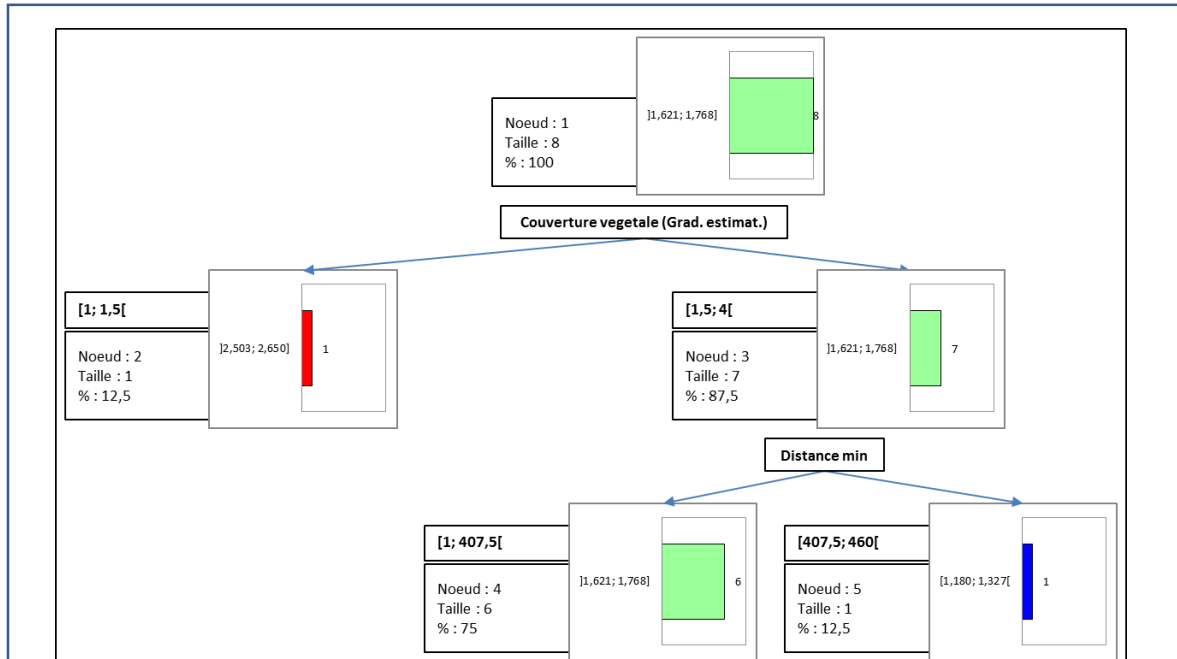 ]1,621; 1,768]
8
Noeud : 1
Taille : 8
% : 100
Couverture vegetale (Grad. estimat.)
[1; 1,5[
]2,503; 2,650]
1
Noeud : 2
Taille : 1
% : 12,5
[1,5; 4[
]1,621; 1,768]
7
Noeud : 3
Taille : 7
% : 87,5
Distance min
[1; 407,5[
]1,621; 1,768]
6
Noeud : 4
Taille : 6
% : 75
[407,5; 460[
[1,180; 1,327[
1
Noeud : 5
Taille : 1
% : 12,5